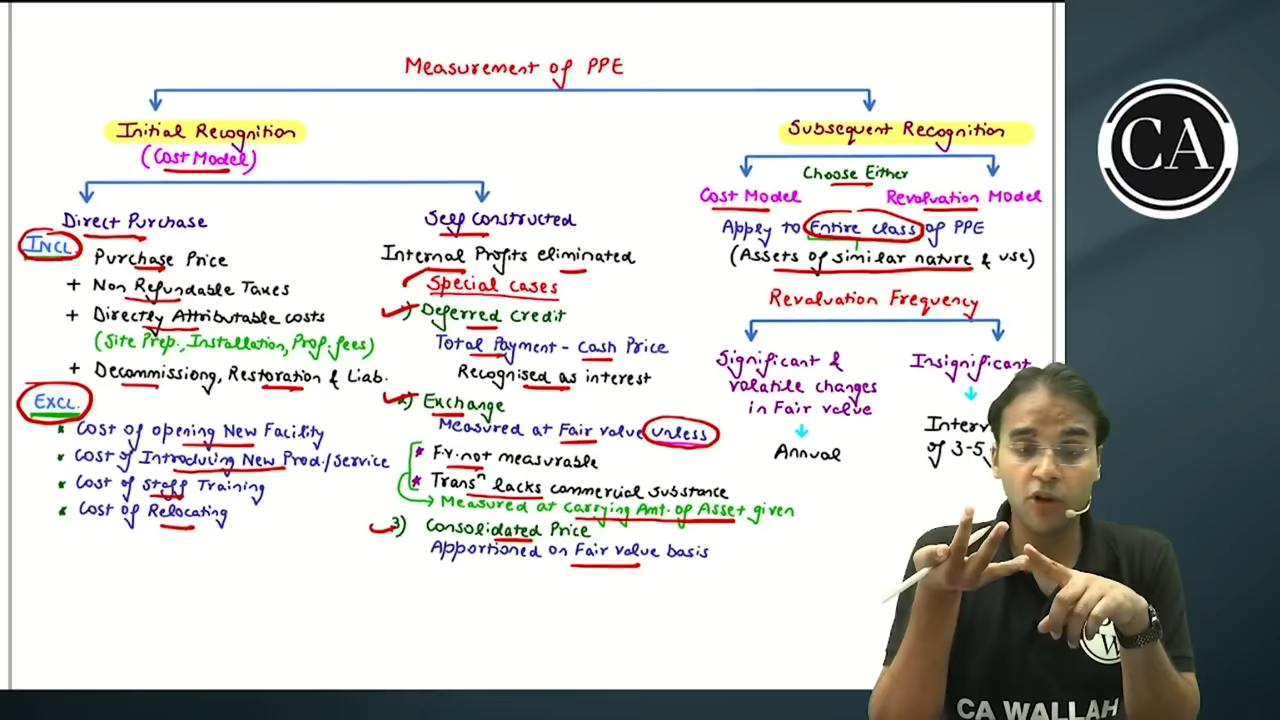 Measurement of PPE
Initial Recognition
(Cost Model)
Direct Purchase
INCL.
Purchase Price
+ Non Refundable Taxes
+ Directly Attributable costs
(Site Prep., Installation, Prof. fees)
+ Decommissiong, Restoration & Liab.
EXCL.
* Cost of opening New Facility
* Cost of Introducing New Prod./Service
* Cost of Staff Training
* Cost of Relocating
Self Constructed
Internal Profits eliminated
Special cases
1) Deferred credit
Total Payment - Cash Price
Recognised as interest
2) Exchange
Measured at Fair value unless
* F.v. not measurable
* Transⁿ lacks commercial substance
Measured at carrying Amt. of Asset given
3) Consolidated Price
Apportioned on Fair value basis
Subsequent Recognition
Choose Either
Cost Model
Revaluation Model
Apply to Entire class of PPE
(Assets of similar nature & use)
Revaluation Frequency
Significant &
volatile changes
in Fair value
Annual
Insignificant
of 3-5
CA
CA WALLAH